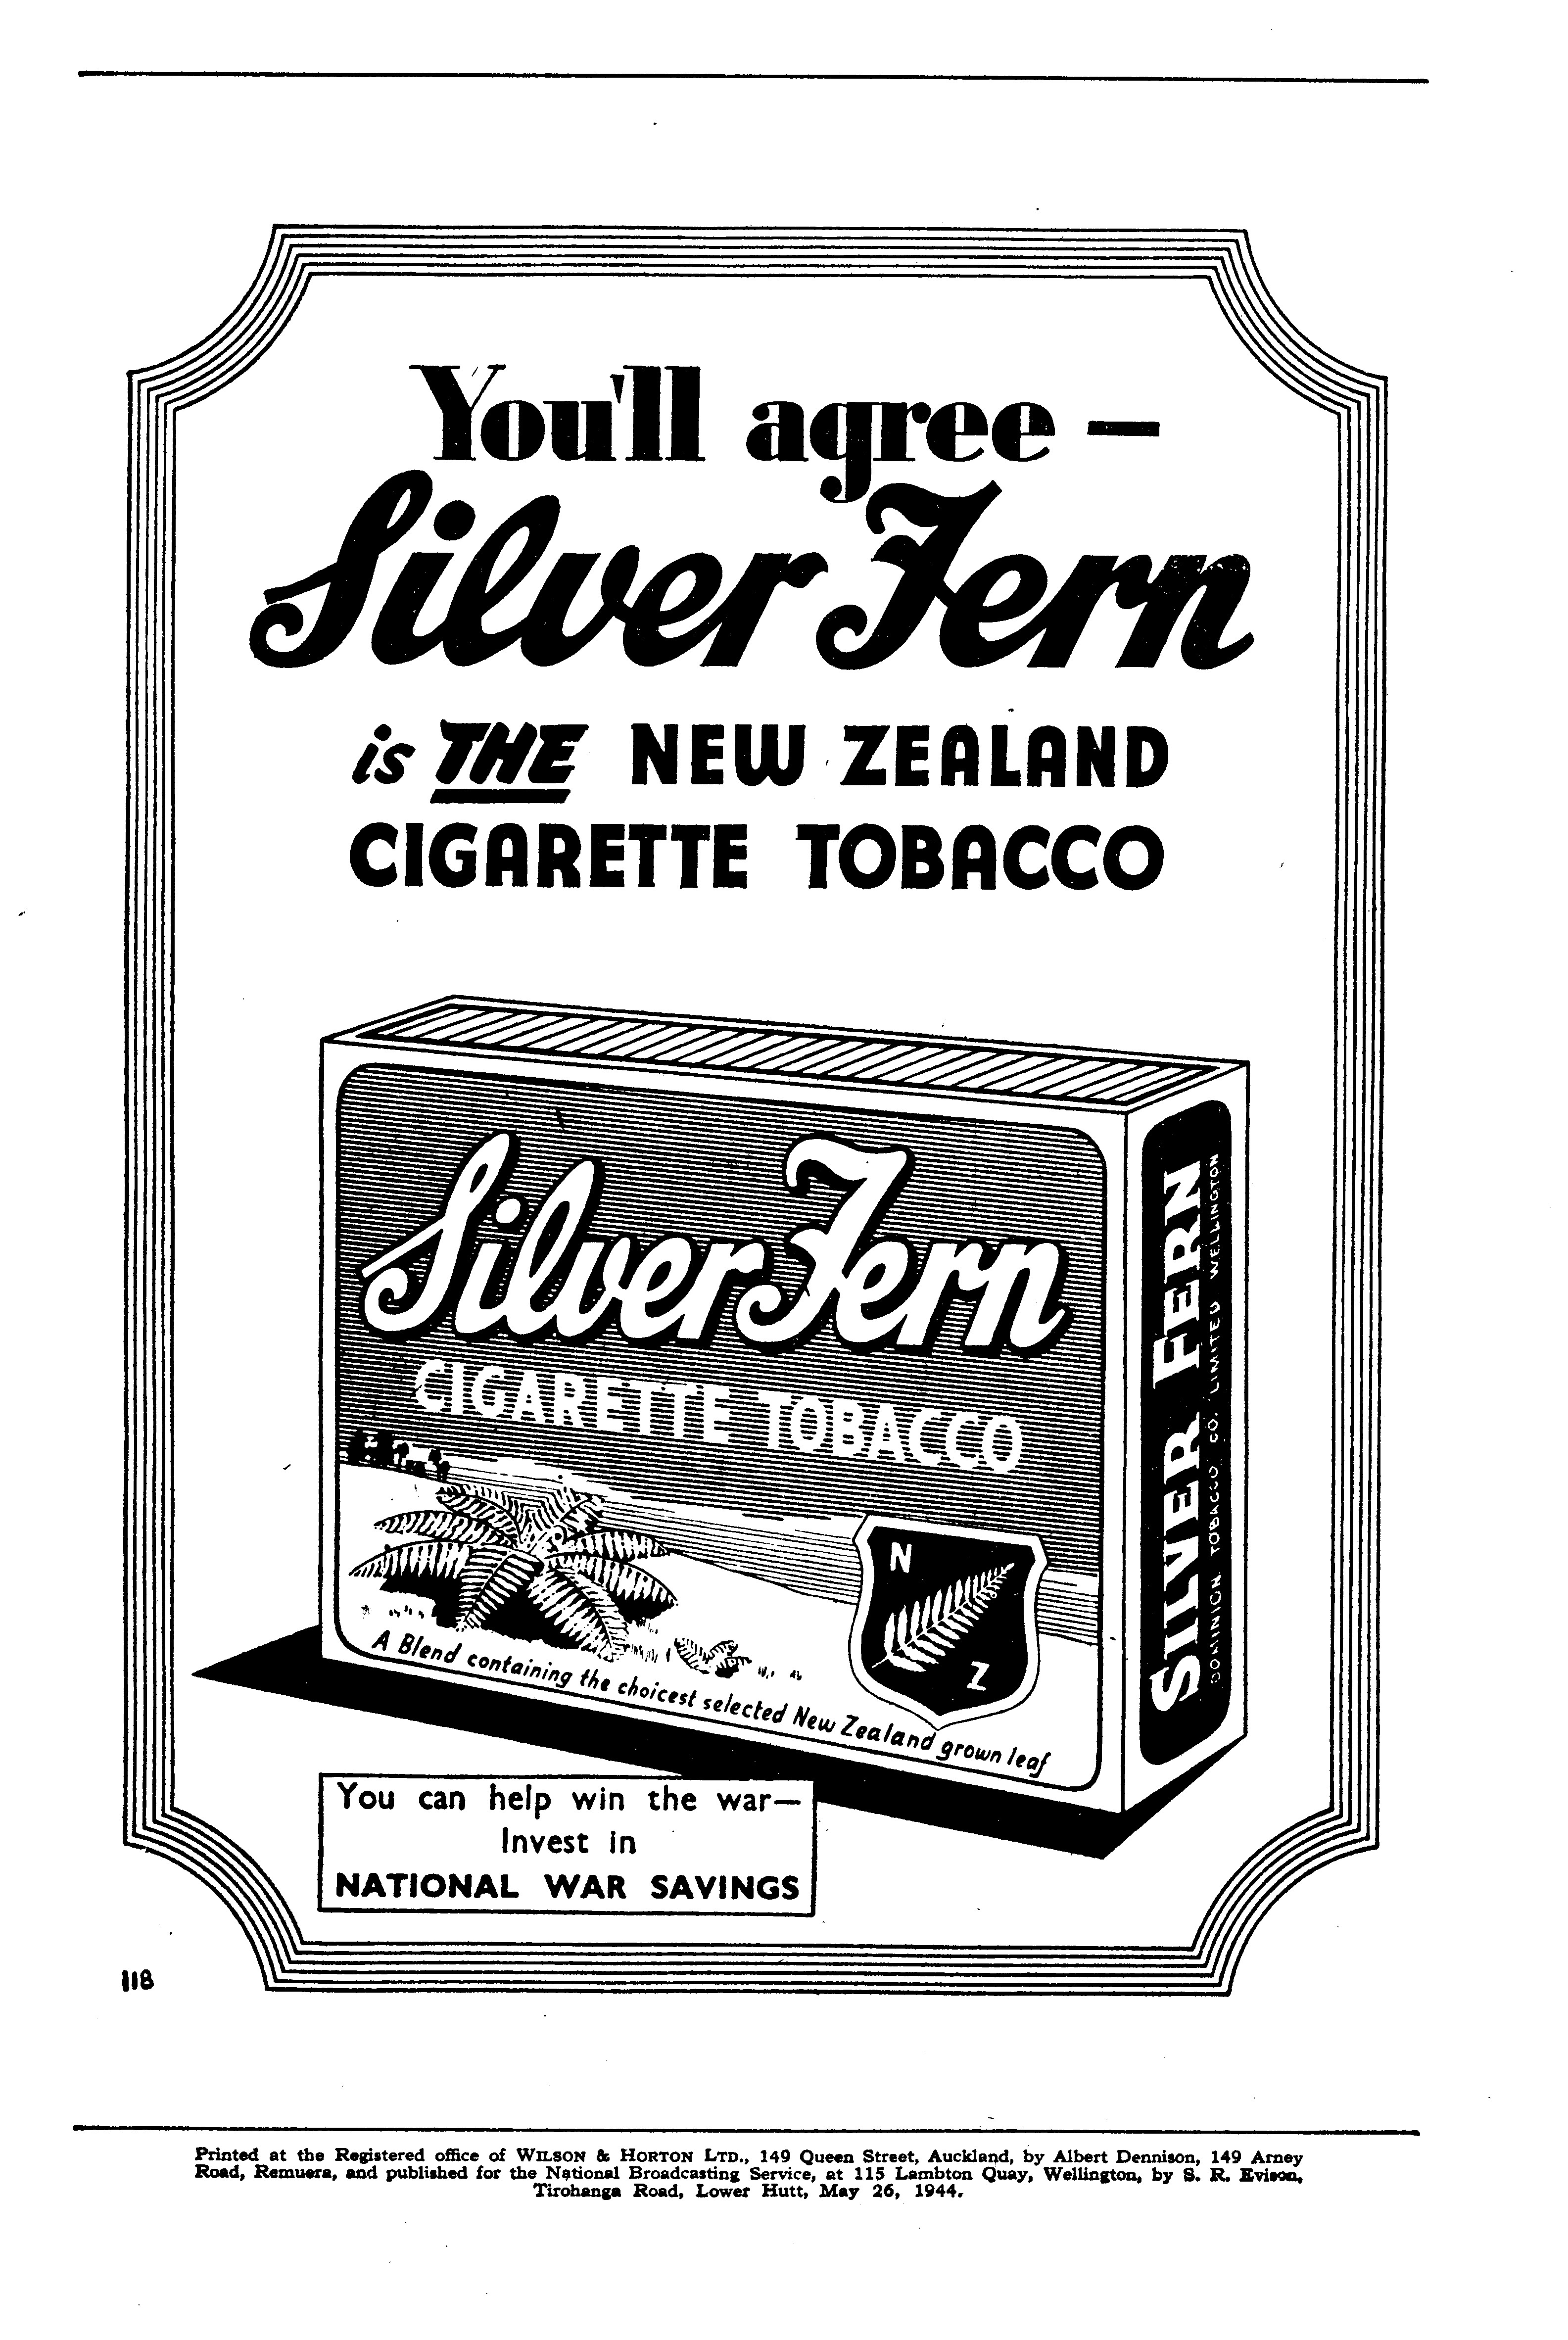 You'll agree —
Silver Fern
is THE NEW ZEALAND
CIGARETTE TOBACCO
Silver Fern
CIGARETTE TOBACCO
N
Z
A Blend containing the choicest selected New Zealand grown leaf
SILVER FERN
DOMINION TOBACCO CO. LIMITED WELLINGTON
You can help win the war—
Invest in
NATIONAL WAR SAVINGS
118
Printed at the Registered office of WILSON & HORTON LTD., 149 Queen Street, Auckland, by Albert Dennison, 149 Arney
Road, Remuera, and published for the National Broadcasting Service, at 115 Lambton Quay, Wellington, by S. R. Evison,
Tirohanga Road, Lower Hutt, May 26, 1944.